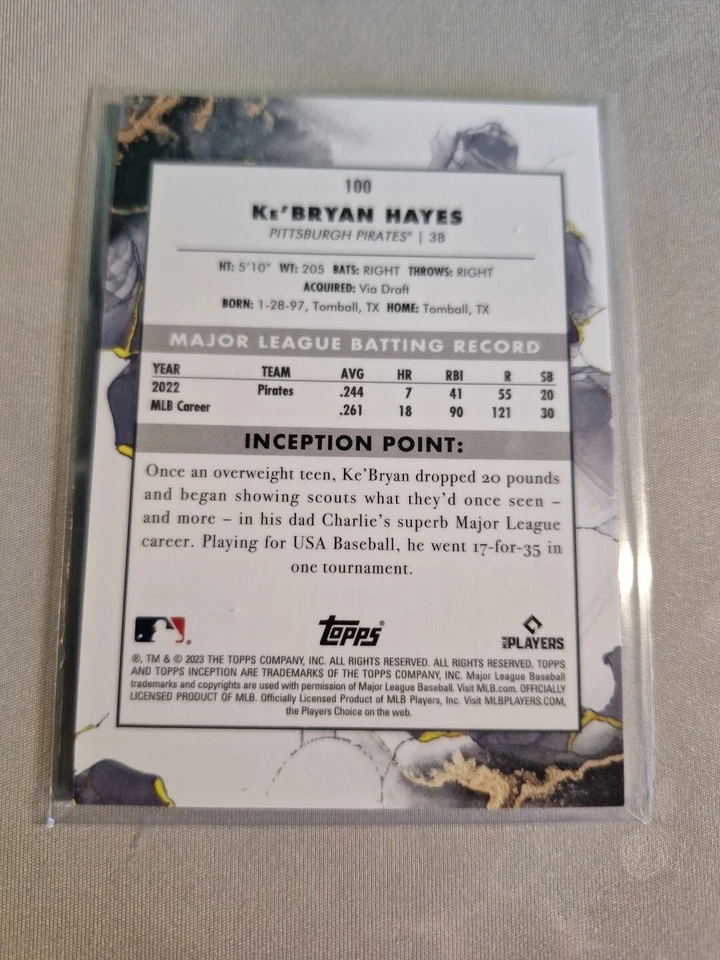 100
KE'BRYAN HAYES
PITTSBURGH PIRATES® | 3B
HT: 5'10" WT: 205 BATS: RIGHT THROWS: RIGHT
ACQUIRED: Via Draft
BORN: 1-28-97, Tomball, TX HOME: Tomball, TX
MAJOR LEAGUE BATTING RECORD
YEAR TEAM AVG HR RBI R SB
2022 Pirates .244 7 41 55 20
MLB Career .261 18 90 121 30
INCEPTION POINT:
Once an overweight teen, Ke'Bryan dropped 20 pounds
and began showing scouts what they'd once seen –
and more – in his dad Charlie's superb Major League
career. Playing for USA Baseball, he went 17-for-35 in
one tournament.
Topps®
MLB PLAYERS
®, TM & © 2023 THE TOPPS COMPANY, INC. ALL RIGHTS RESERVED. ALL RIGHTS RESERVED. TOPPS
AND TOPPS INCEPTION ARE TRADEMARKS OF THE TOPPS COMPANY, INC. Major League Baseball
trademarks and copyrights are used with permission of Major League Baseball. Visit MLB.com. OFFICIALLY
LICENSED PRODUCT OF MLB. Officially Licensed Product of MLB Players, Inc. Visit MLBPLAYERS.COM,
the Players Choice on the web.